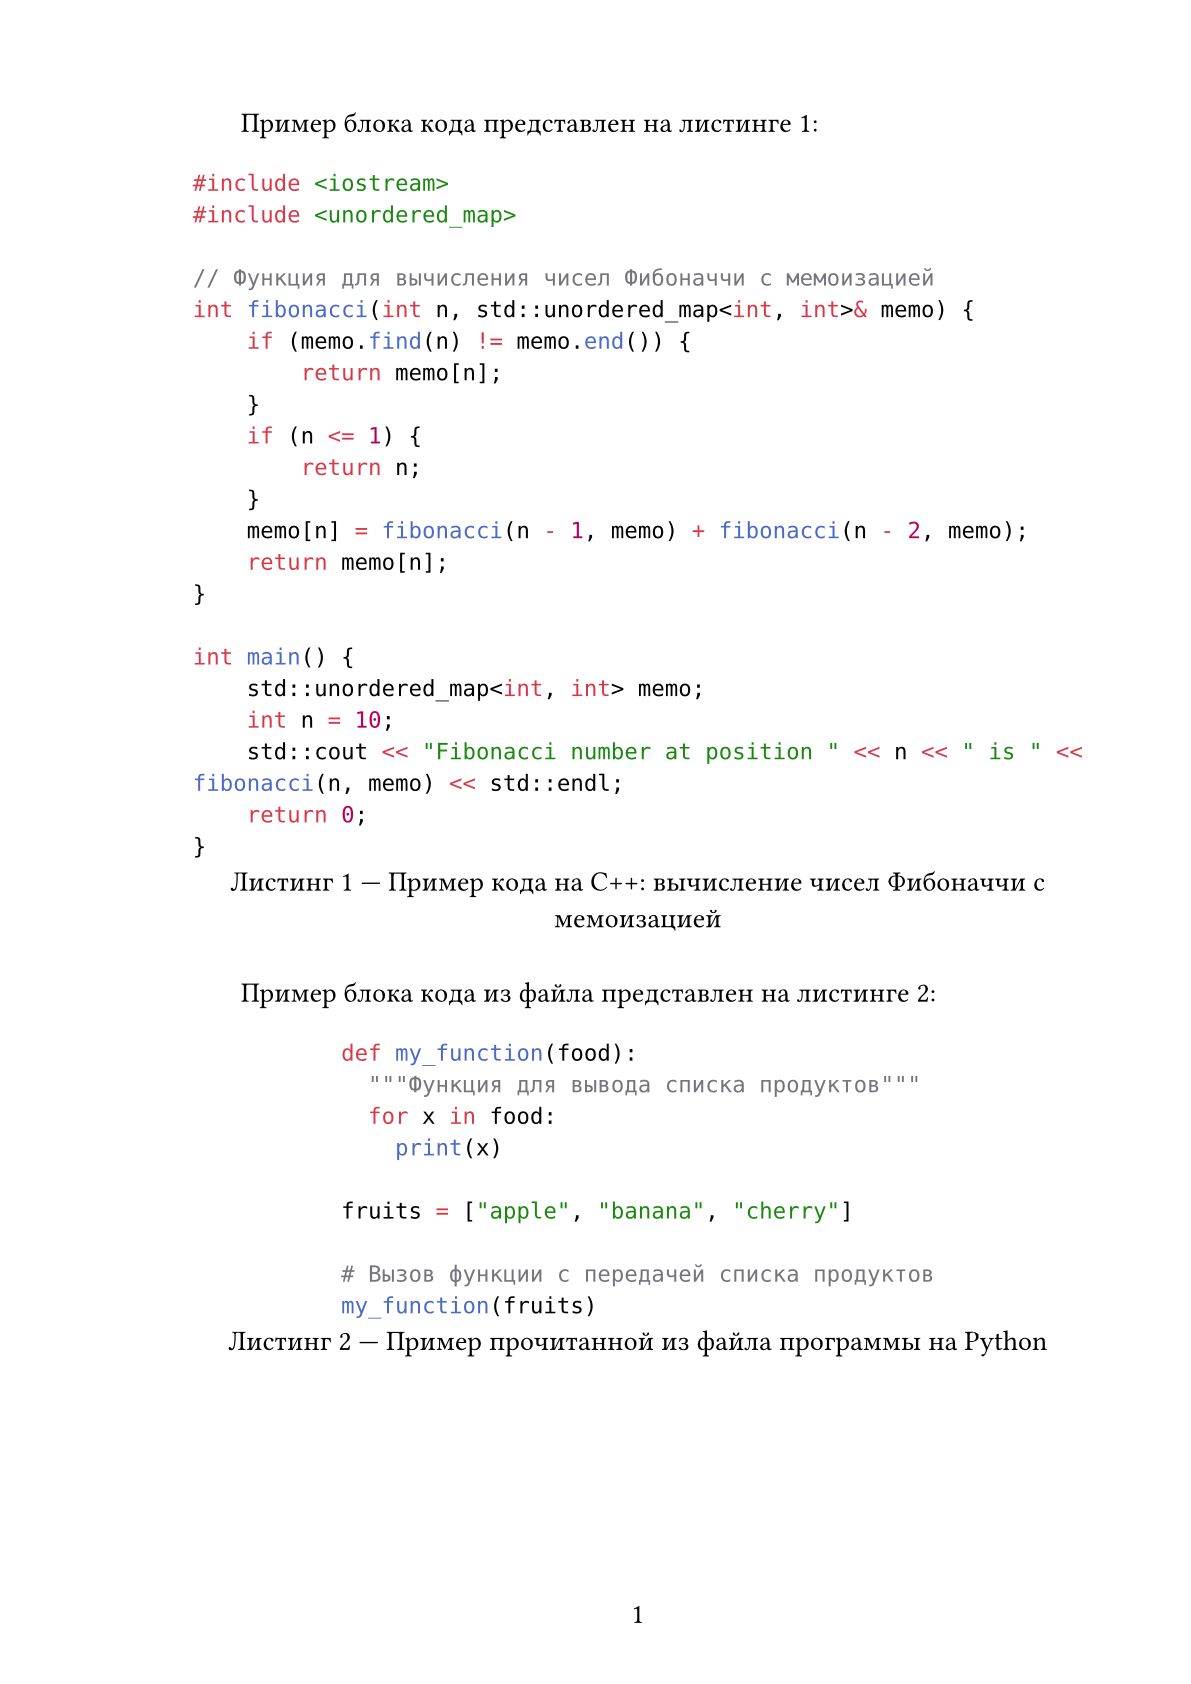 Пример блока кода представлен на листинге 1:
#include <iostream>
#include <unordered_map>

// Функция для вычисления чисел Фибоначчи с мемоизацией
int fibonacci(int n, std::unordered_map<int, int>& memo) {
    if (memo.find(n) != memo.end()) {
        return memo[n];
    }
    if (n <= 1) {
        return n;
    }
    memo[n] = fibonacci(n - 1, memo) + fibonacci(n - 2, memo);
    return memo[n];
}

int main() {
    std::unordered_map<int, int> memo;
    int n = 10;
    std::cout << "Fibonacci number at position " << n << " is " <<
fibonacci(n, memo) << std::endl;
    return 0;
}
Листинг 1 — Пример кода на C++: вычисление чисел Фибоначчи с
мемоизацией
Пример блока кода из файла представлен на листинге 2:
def my_function(food):
  """Функция для вывода списка продуктов"""
  for x in food:
    print(x)

fruits = ["apple", "banana", "cherry"]

# Вызов функции с передачей списка продуктов
my_function(fruits)
Листинг 2 — Пример прочитанной из файла программы на Python
1